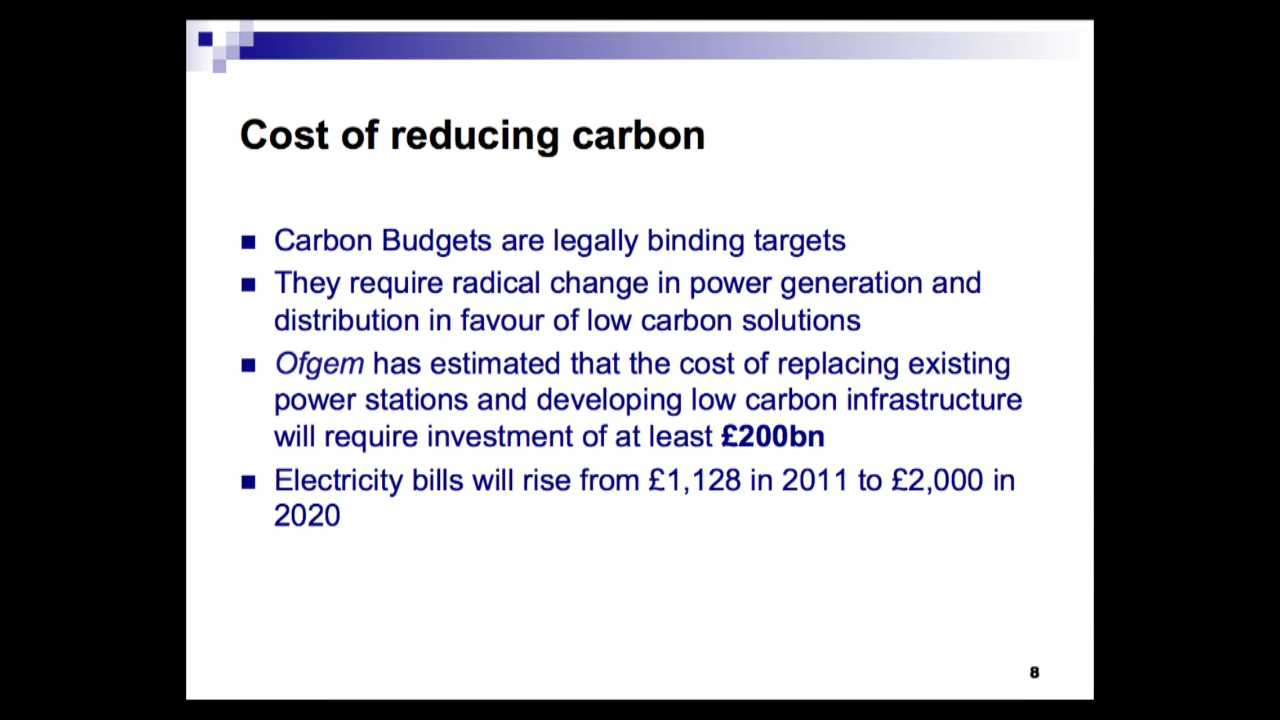 Cost of reducing carbon
Carbon Budgets are legally binding targets
They require radical change in power generation and
distribution in favour of low carbon solutions
Ofgem has estimated that the cost of replacing existing
power stations and developing low carbon infrastructure
will require investment of at least £200bn
Electricity bills will rise from £1,128 in 2011 to £2,000 in
2020
8